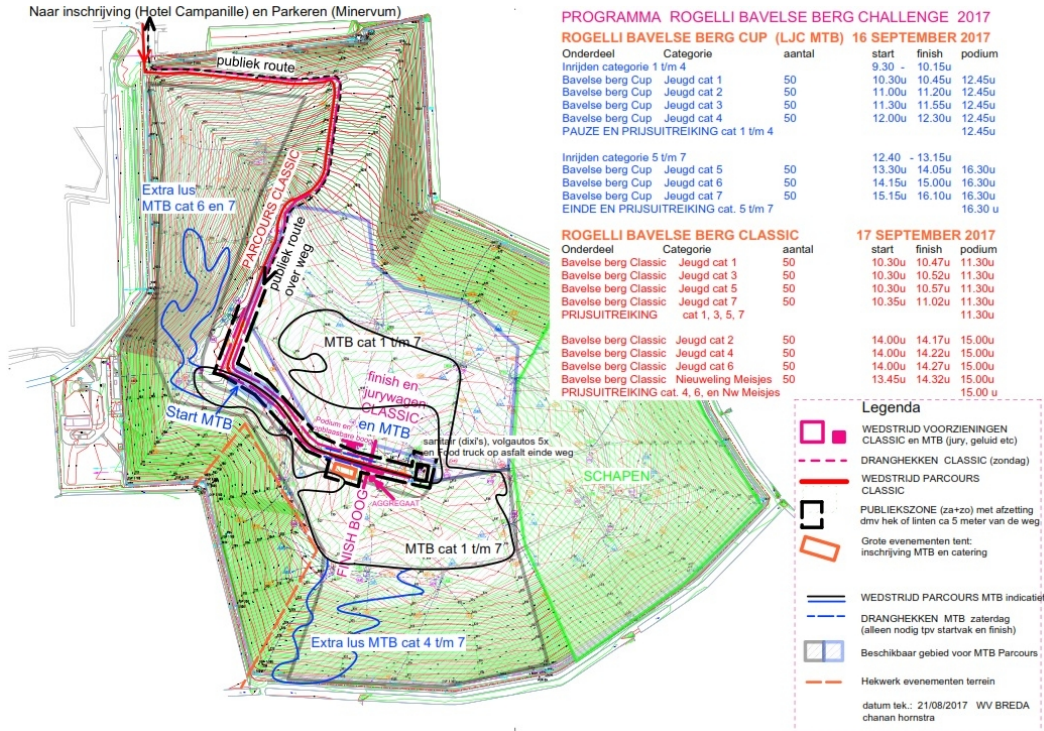 Naar inschrijving (Hotel Campanille) en Parkeren (Minervum)
publiek route
PARCOURS CLASSIC
publiek route
over weg
Extra lus
MTB cat 6 en 7
MTB cat 1 t/m 7
finish en
jurywagen
CLASSIC
en MTB
Start MTB
Podium en
opblaasbare boog
sanitair (dixi's), volgautos 5x
en Food truck op asfalt einde weg
SCHAPEN
AGGREGAAT
FINISH BOOG
MTB cat 1 t/m 7
Extra lus MTB cat 4 t/m 7
PROGRAMMA ROGELLI BAVELSE BERG CHALLENGE 2017
ROGELLI BAVELSE BERG CUP (LJC MTB) 16 SEPTEMBER 2017
Onderdeel Categorie aantal start finish podium
Inrijden categorie 1 t/m 4 9.30 - 10.15u
Bavelse berg Cup Jeugd cat 1 50 10.30u 10.45u 12.45u
Bavelse berg Cup Jeugd cat 2 50 11.00u 11.20u 12.45u
Bavelse berg Cup Jeugd cat 3 50 11.30u 11.55u 12.45u
Bavelse berg Cup Jeugd cat 4 50 12.00u 12.30u 12.45u
PAUZE EN PRIJSUITREIKING cat 1 t/m 4 12.45u
Inrijden categorie 5 t/m 7 12.40 - 13.15u
Bavelse berg Cup Jeugd cat 5 50 13.30u 14.05u 16.30u
Bavelse berg Cup Jeugd cat 6 50 14.15u 15.00u 16.30u
Bavelse berg Cup Jeugd cat 7 50 15.15u 16.10u 16.30u
EINDE EN PRIJSUITREIKING cat. 5 t/m 7 16.30 u
ROGELLI BAVELSE BERG CLASSIC 17 SEPTEMBER 2017
Onderdeel Categorie aantal start finish podium
Bavelse berg Classic Jeugd cat 1 50 10.30u 10.47u 11.30u
Bavelse berg Classic Jeugd cat 3 50 10.30u 10.52u 11.30u
Bavelse berg Classic Jeugd cat 5 50 10.30u 10.57u 11.30u
Bavelse berg Classic Jeugd cat 7 50 10.35u 11.02u 11.30u
PRIJSUITREIKING cat 1, 3, 5, 7 11.30u
Bavelse berg Classic Jeugd cat 2 50 14.00u 14.17u 15.00u
Bavelse berg Classic Jeugd cat 4 50 14.00u 14.22u 15.00u
Bavelse berg Classic Jeugd cat 6 50 14.00u 14.27u 15.00u
Bavelse berg Classic Nieuweling Meisjes 50 13.45u 14.32u 15.00u
PRIJSUITREIKING cat. 4, 6, en Nw Meisjes 15.00 u
Legenda
WEDSTRIJD VOORZIENINGEN
CLASSIC en MTB (jury, geluid etc)
DRANGHEKKEN CLASSIC (zondag)
WEDSTRIJD PARCOURS
CLASSIC
PUBLIEKSZONE (za+zo) met afzetting
dmv hek of linten ca 5 meter van de weg
Grote evenementen tent:
inschrijving MTB en catering
WEDSTRIJD PARCOURS MTB indicatief
DRANGHEKKEN MTB zaterdag
(alleen nodig tpv startvak en finish)
Beschikbaar gebied voor MTB Parcours
Hekwerk evenementen terrein
datum tek.: 21/08/2017 WV BREDA
chanan hornstra